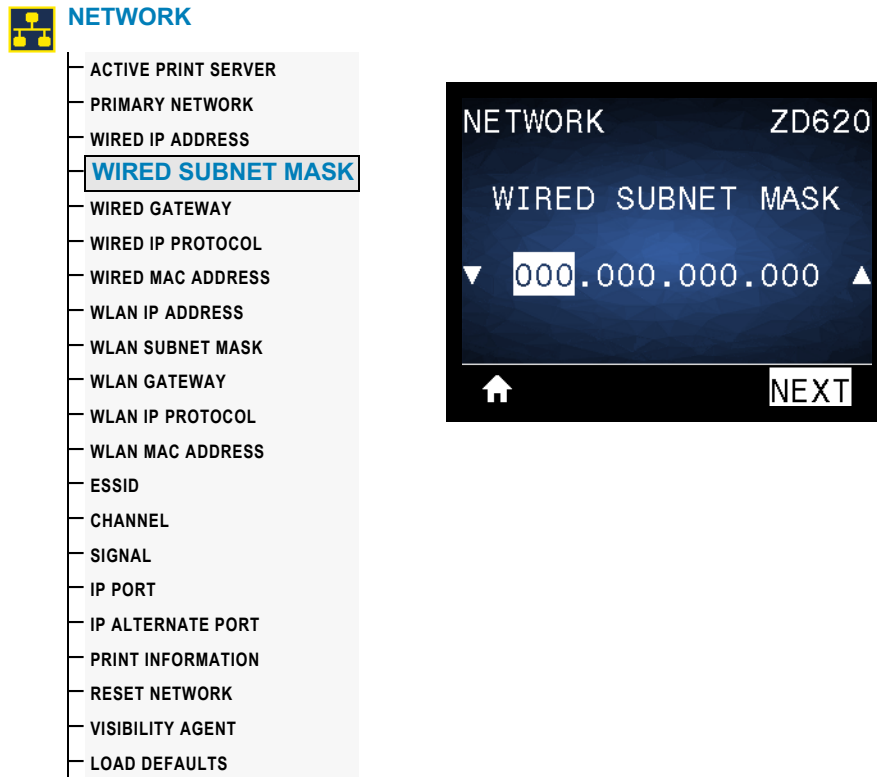 NETWORK
ACTIVE PRINT SERVER
PRIMARY NETWORK
WIRED IP ADDRESS
WIRED SUBNET MASK
WIRED GATEWAY
WIRED IP PROTOCOL
WIRED MAC ADDRESS
WLAN IP ADDRESS
WLAN SUBNET MASK
WLAN GATEWAY
WLAN IP PROTOCOL
WLAN MAC ADDRESS
ESSID
CHANNEL
SIGNAL
IP PORT
IP ALTERNATE PORT
PRINT INFORMATION
RESET NETWORK
VISIBILITY AGENT
LOAD DEFAULTS
NETWORK ZD620
WIRED SUBNET MASK
000.000.000.000
NEXT